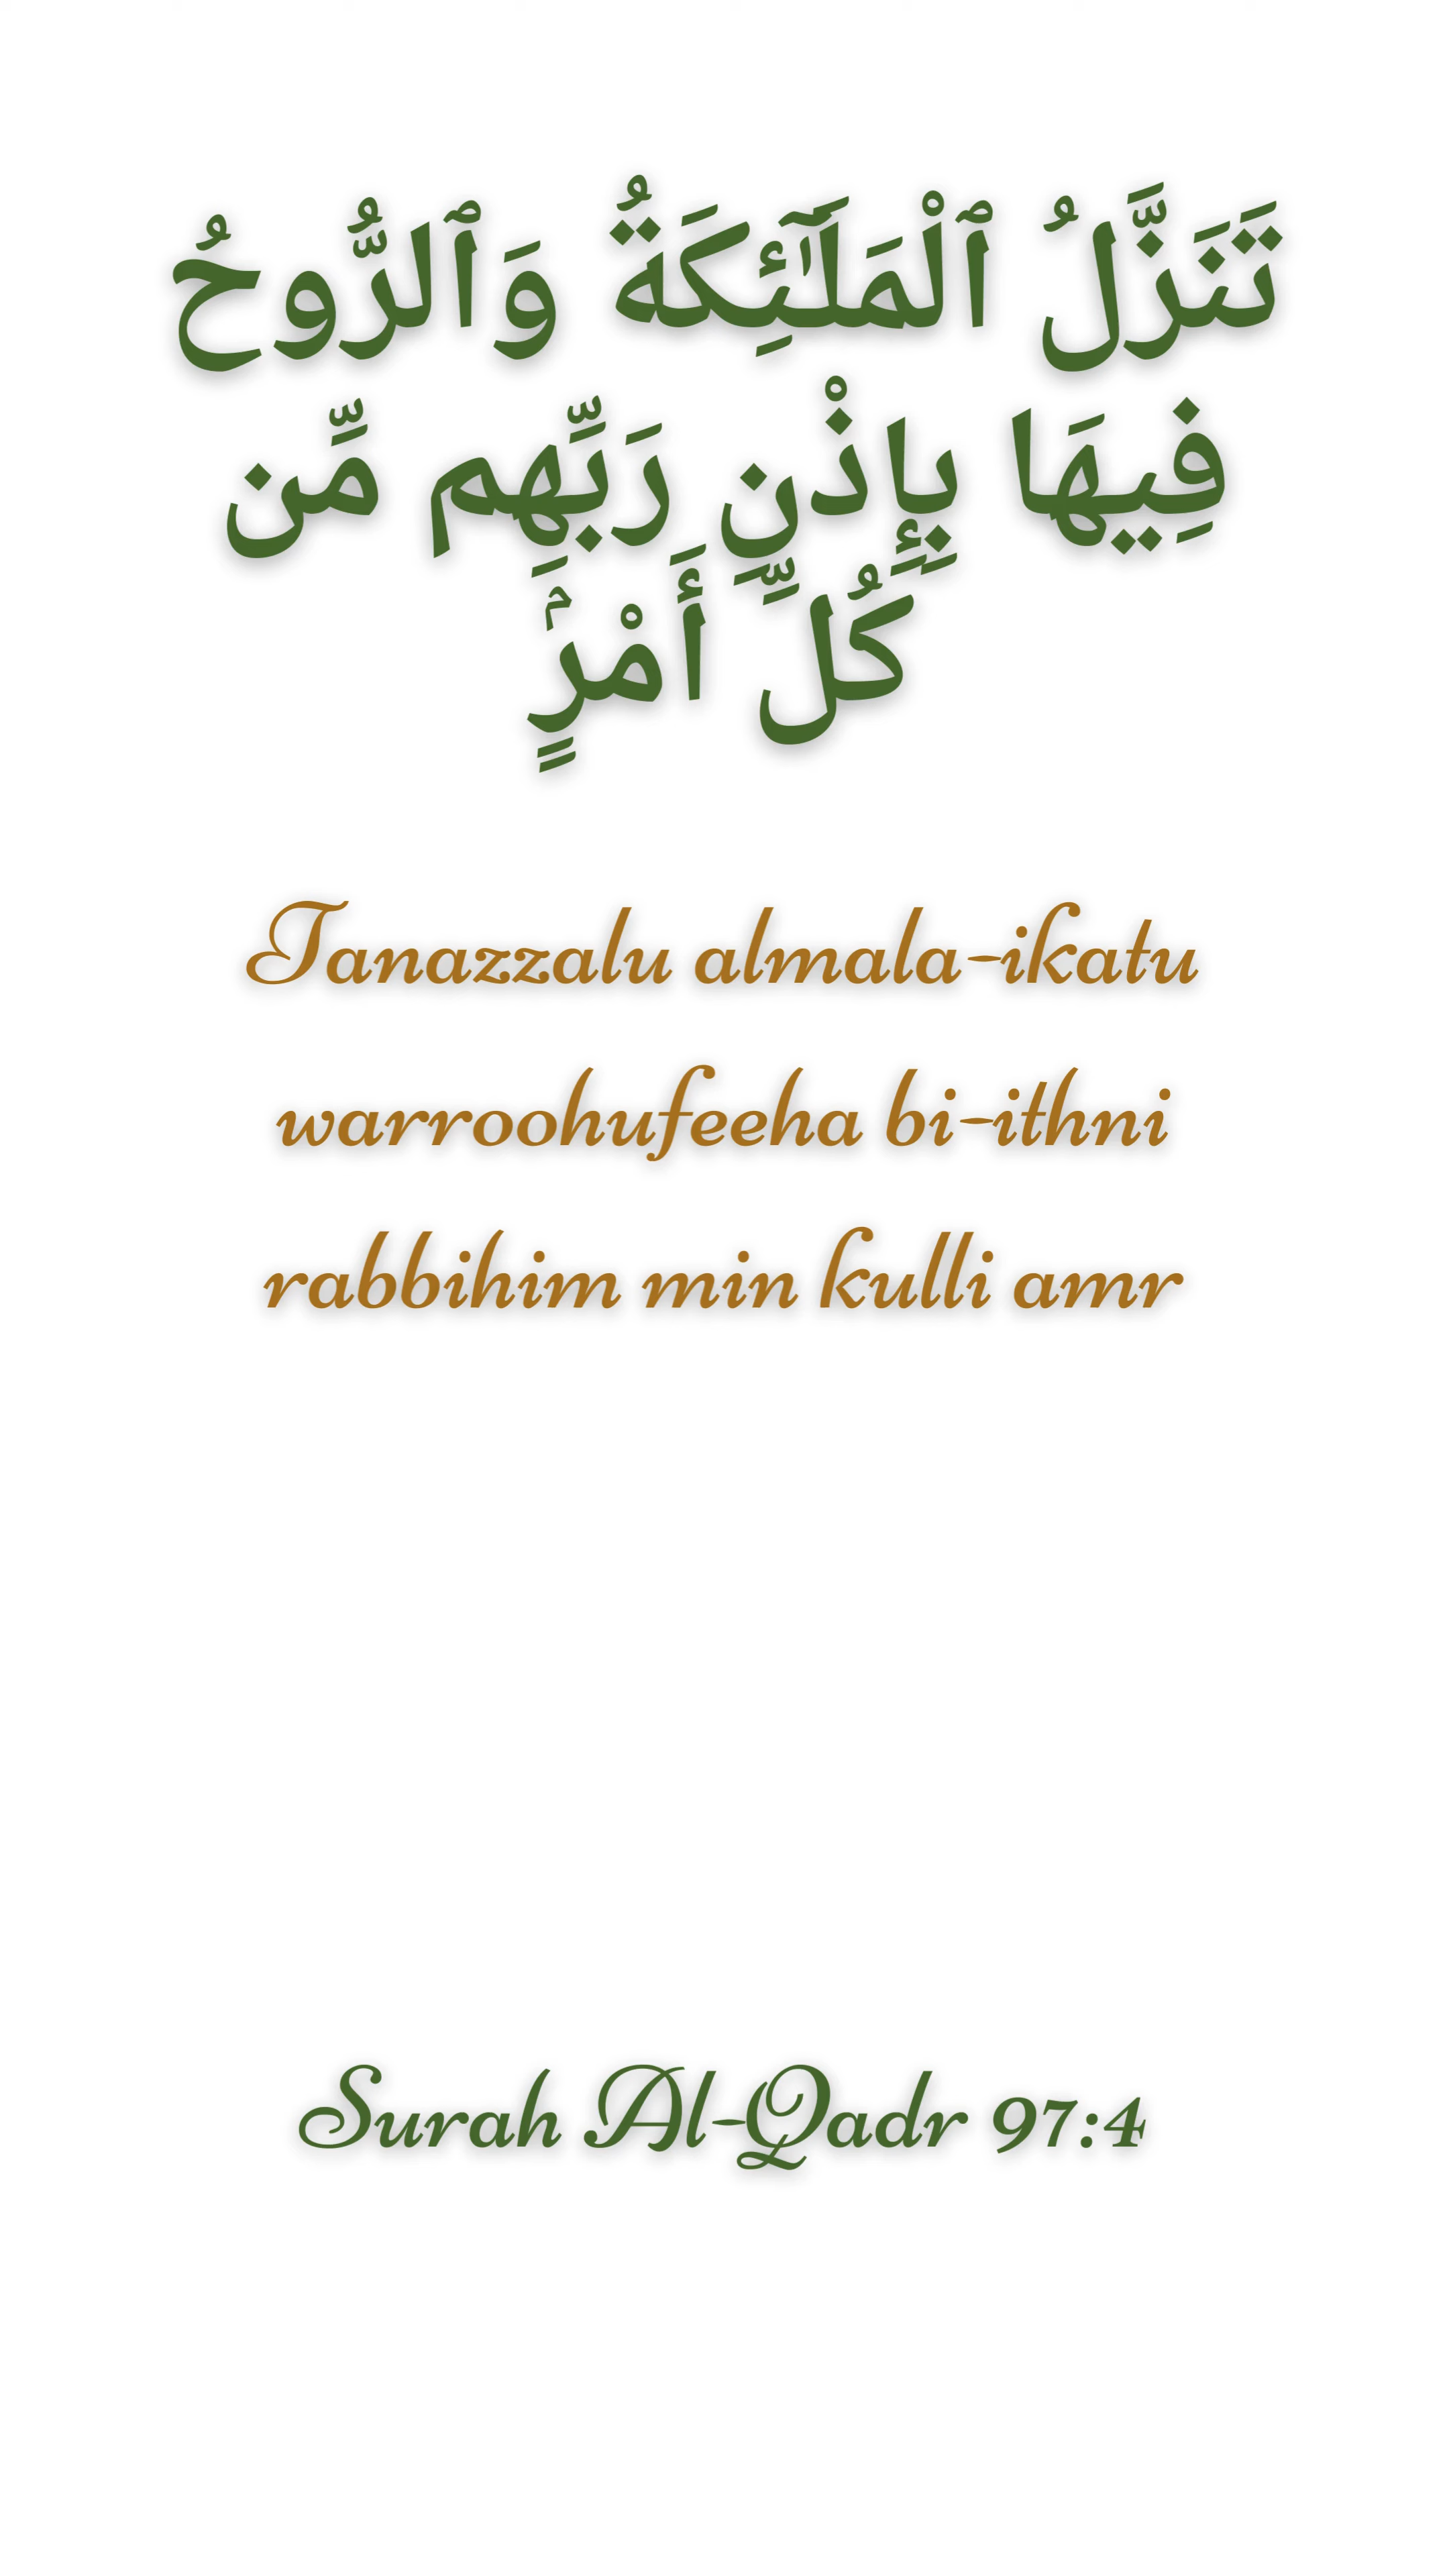 تَنَزَّلُ ٱلْمَلَٰٓئِكَةُ وَٱلرُّوحُ
فِيهَا بِإِذْنِ رَبِّهِم مِّن
كُلِّ أَمْرٍۢ
Tanazzalu almala-ikatu
warroohufeeha bi-ithni
rabbihim min kulli amr
Surah Al-Qadr 97:4